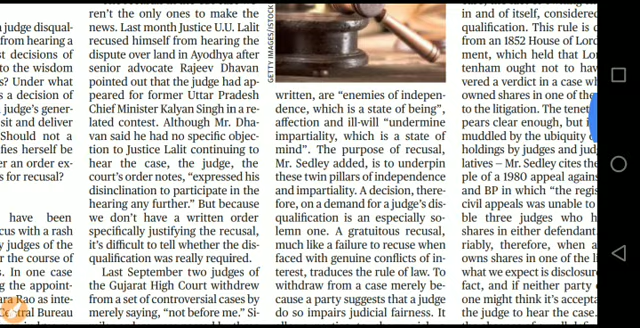 judge disqual-
from hearing a
st decisions of
to the wisdom
s? Under what
s a decision of
judge's gener-
sit and deliver
Should not a
fies herself be
er an order ex-
s for recusal?
have been
cus with a rash
y judges of the
r the course of
s. In one case
g the appoint-
ara Rao as inte-
Central Bureau
ren't the only ones to make the
news. Last month Justice U.U. Lalit
recused himself from hearing the
dispute over land in Ayodhya after
senior advocate Rajeev Dhavan
pointed out that the judge had ap-
peared for former Uttar Pradesh
Chief Minister Kalyan Singh in a re-
lated contest. Although Mr. Dha-
van said he had no specific objec-
tion to Justice Lalit continuing to
hear the case, the judge, the
court's order notes, "expressed his
disinclination to participate in the
hearing any further." But because
we don't have a written order
specifically justifying the recusal,
it's difficult to tell whether the dis-
qualification was really required.
Last September two judges of
the Gujarat High Court withdrew
from a set of controversial cases by
merely saying, "not before me." Si-
GETTY IMAGES/ISTOCK
written, are "enemies of indepen-
dence, which is a state of being",
affection and ill-will "undermine
impartiality, which is a state of
mind". The purpose of recusal,
Mr. Sedley added, is to underpin
these twin pillars of independence
and impartiality. A decision, there-
fore, on a demand for a judge's dis-
qualification is an especially so-
lemn one. A gratuitous recusal,
much like a failure to recuse when
faced with genuine conflicts of in-
terest, traduces the rule of law. To
withdraw from a case merely be-
cause a party suggests that a judge
do so impairs judicial fairness. It
in and of itself, considered
qualification. This rule is
from an 1852 House of Lor
ment, which held that Lor
tenham ought not to hav
vered a verdict in a case wh
owned shares in one of the
to the litigation. The tenet
pears clear enough, but i
muddled by the ubiquity
holdings by judges and jud
latives – Mr. Sedley cites the
ple of a 1980 appeal agains
and BP in which "the regis
civil appeals was unable to
ble three judges who h
shares in either defendant
riably, therefore, when a
owns shares in one of the li
what we expect is disclosure
fact, and if neither party
one might think it's accepta
the judge to hear the case.